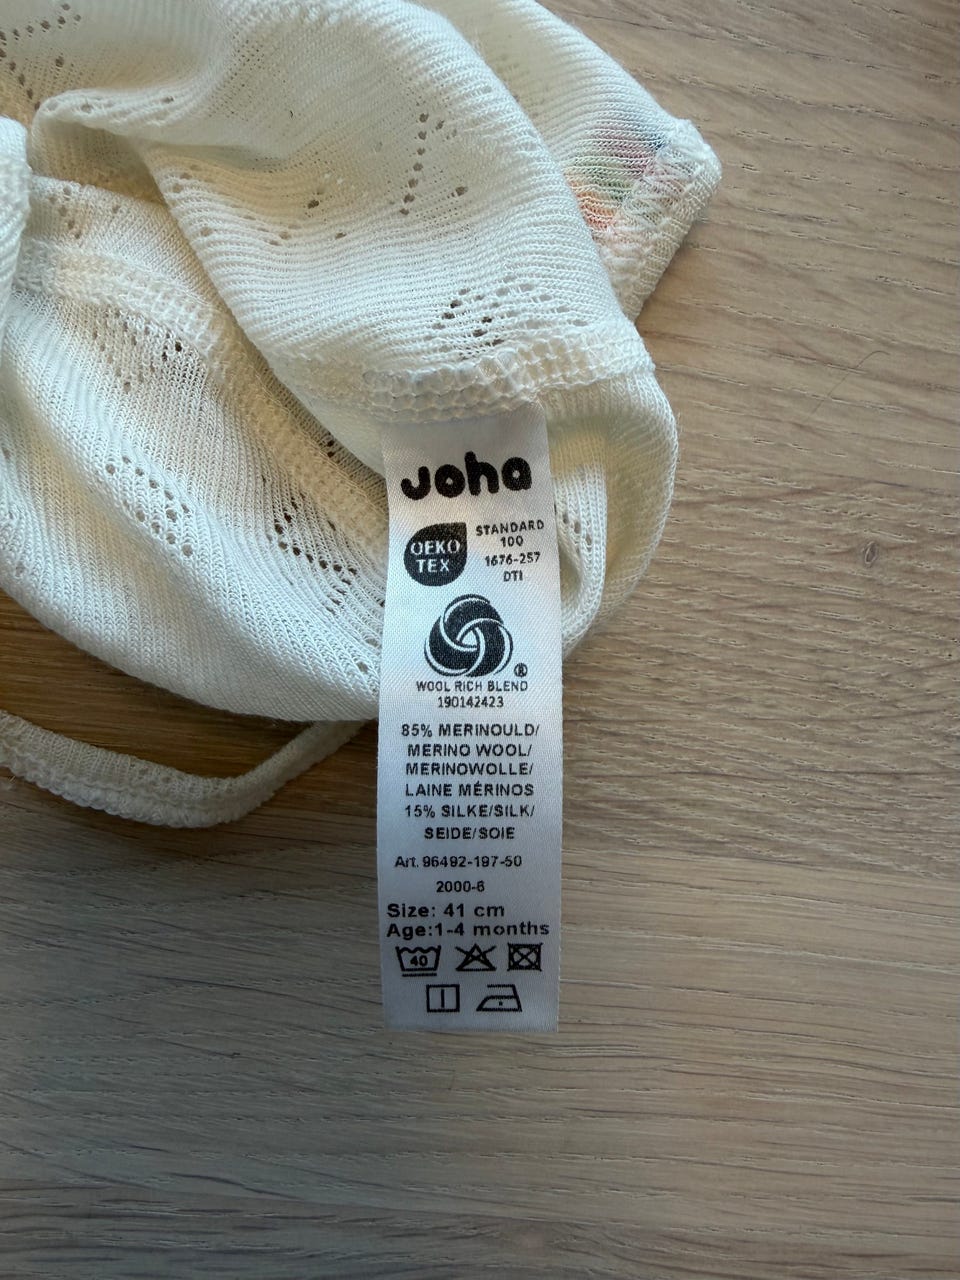 Joha
OEKO
TEX
STANDARD
100
1676-257
DTI
®
WOOL RICH BLEND
190142423
85% MERINOULD/
MERINO WOOL/
MERINOWOLLE/
LAINE MÉRINOS
15% SILKE/SILK/
SEIDE/SOIE
Art. 96492-197-50
2000-6
Size: 41 cm
Age:1-4 months
40